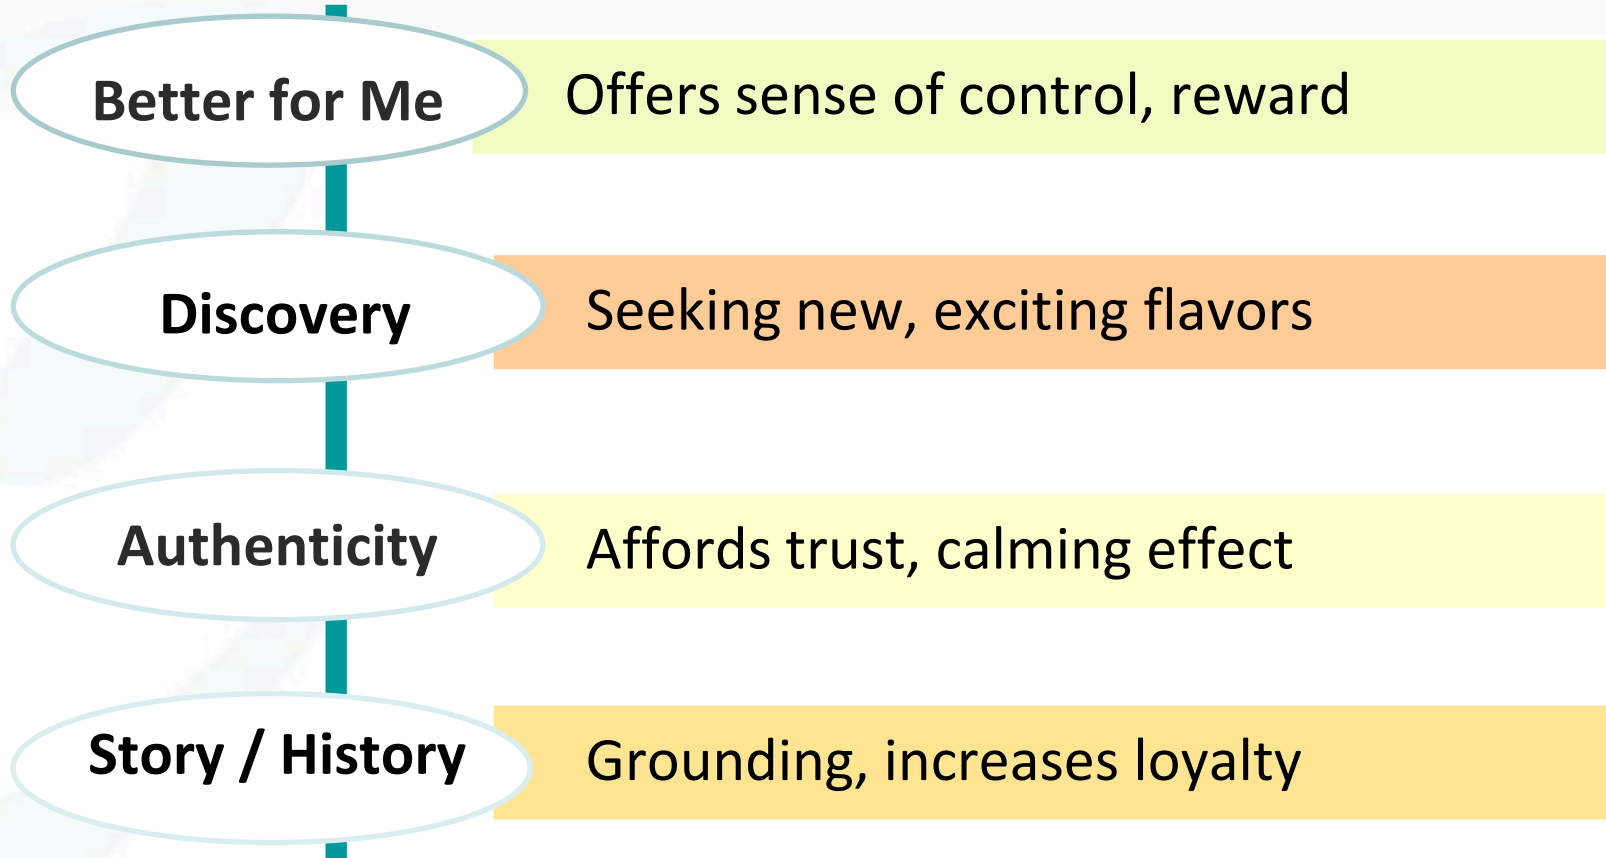 Better for Me
Offers sense of control, reward
Discovery
Seeking new, exciting flavors
Authenticity
Affords trust, calming effect
Story / History
Grounding, increases loyalty